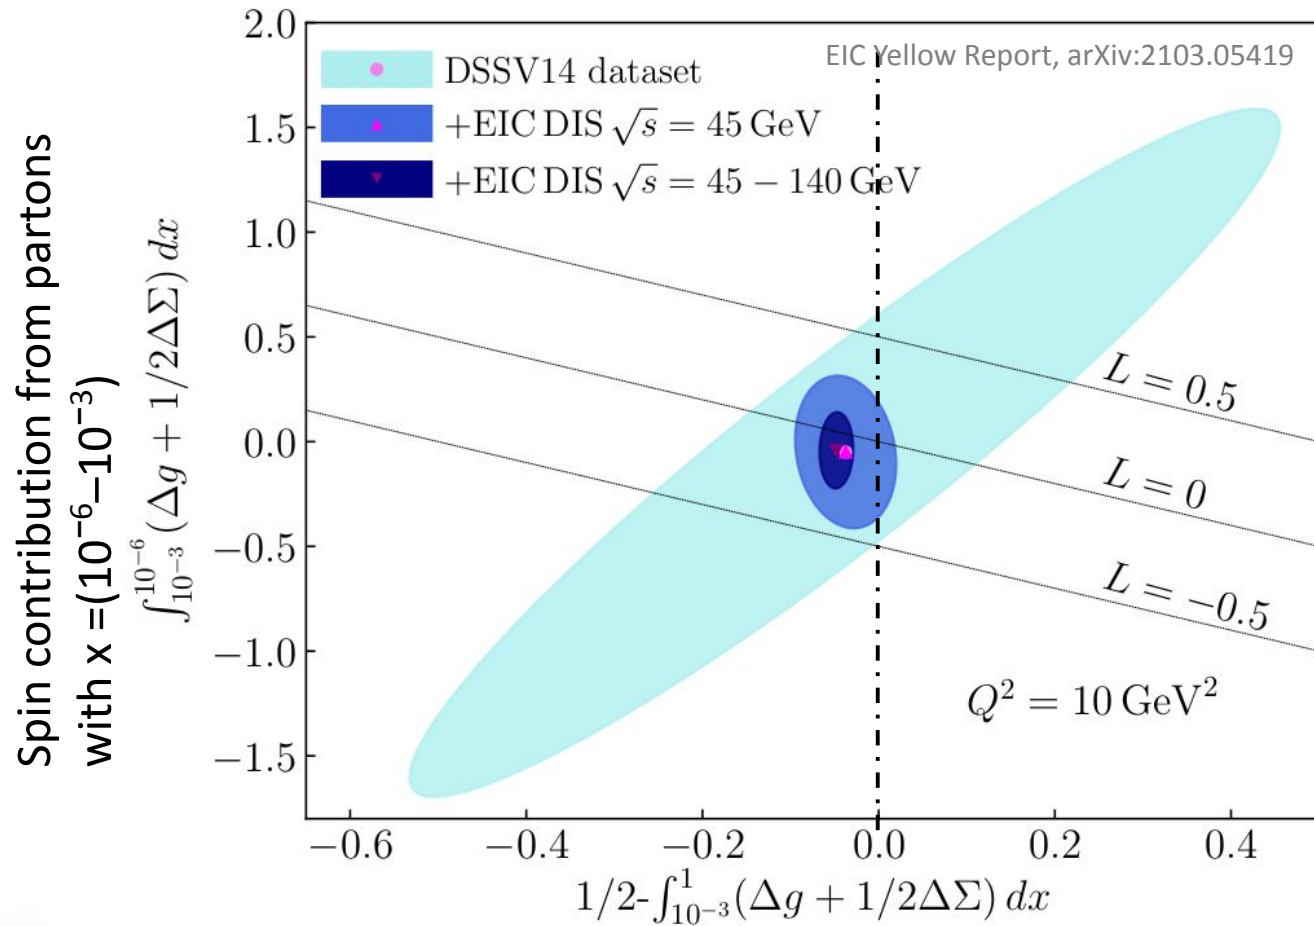 EIC Yellow Report, arXiv:2103.05419
DSSV14 dataset
+EIC DIS √s = 45 GeV
+EIC DIS √s = 45 − 140 GeV
Spin contribution from partons
with x =(10⁻⁶–10⁻³)
∫_{10⁻³}^{10⁻⁶} (Δg + 1/2ΔΣ) dx
2.0
1.5
1.0
0.5
0.0
−0.5
−1.0
−1.5
L = 0.5
L = 0
L = −0.5
Q² = 10 GeV²
−0.6 −0.4 −0.2 0.0 0.2 0.4
1/2-∫_{10⁻³}^{1}(Δg + 1/2ΔΣ) dx